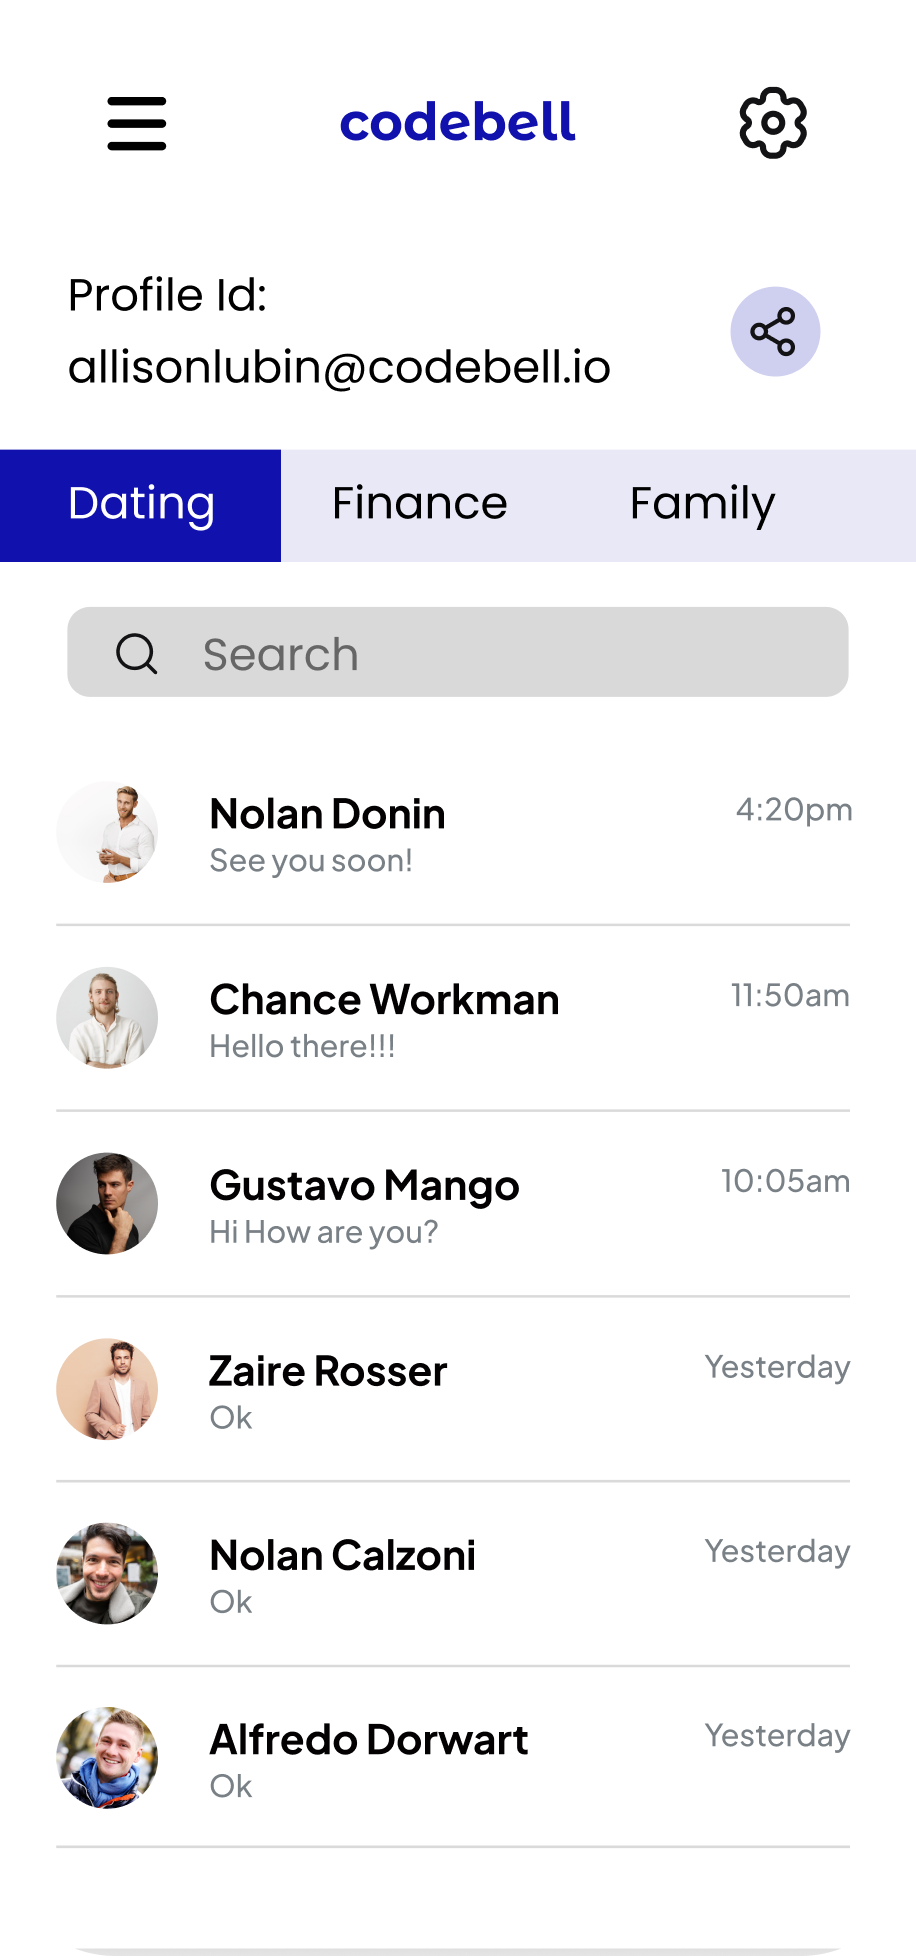 codebell
Profile Id:
allisonlubin@codebell.io
Dating Finance Family
Search
Nolan Donin 4:20pm
See you soon!
Chance Workman 11:50am
Hello there!!!
Gustavo Mango 10:05am
Hi How are you?
Zaire Rosser Yesterday
Ok
Nolan Calzoni Yesterday
Ok
Alfredo Dorwart Yesterday
Ok